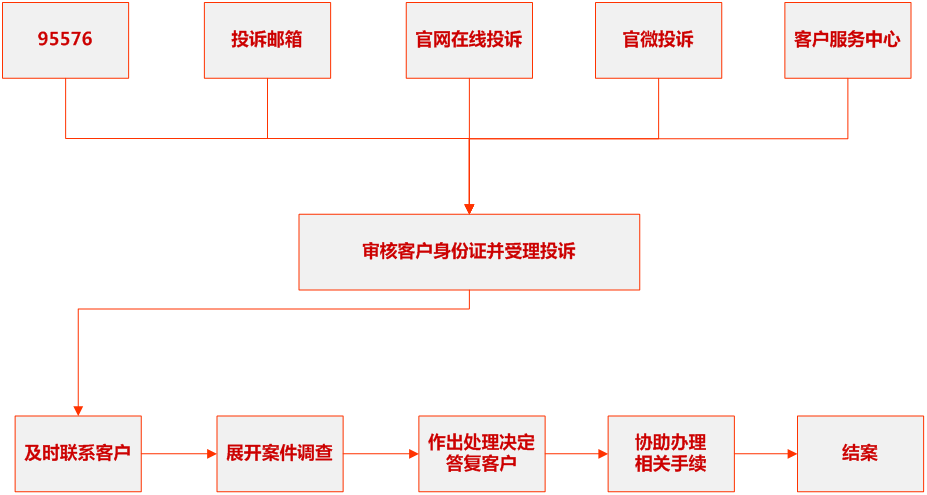 95576
投诉邮箱
官网在线投诉
官微投诉
客户服务中心
审核客户身份证并受理投诉
及时联系客户
展开案件调查
作出处理决定
答复客户
协助办理
相关手续
结案